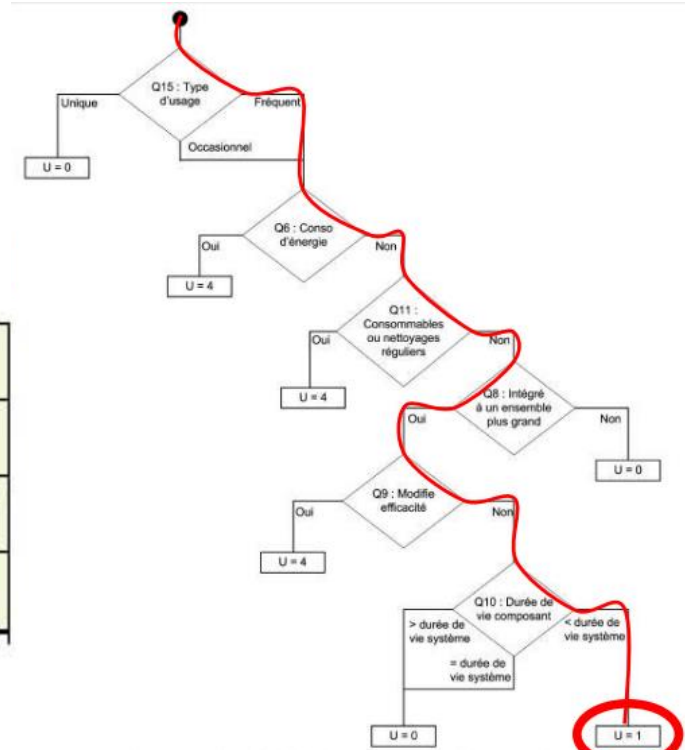 Q15 : Type
d'usage
Unique
Fréquent
Occasionnel
U = 0
Q6 : Conso
d'énergie
Oui
Non
U = 4
Q11 :
Consommables
ou nettoyages
réguliers
Oui
Non
U = 4
Q8 : Intégré
à un ensemble
plus grand
Oui
Non
U = 0
Q9 : Modifie
efficacité
Oui
Non
U = 4
Q10 : Durée de
vie composant
> durée de
vie système
< durée de
vie système
= durée de
vie système
U = 0
U = 1